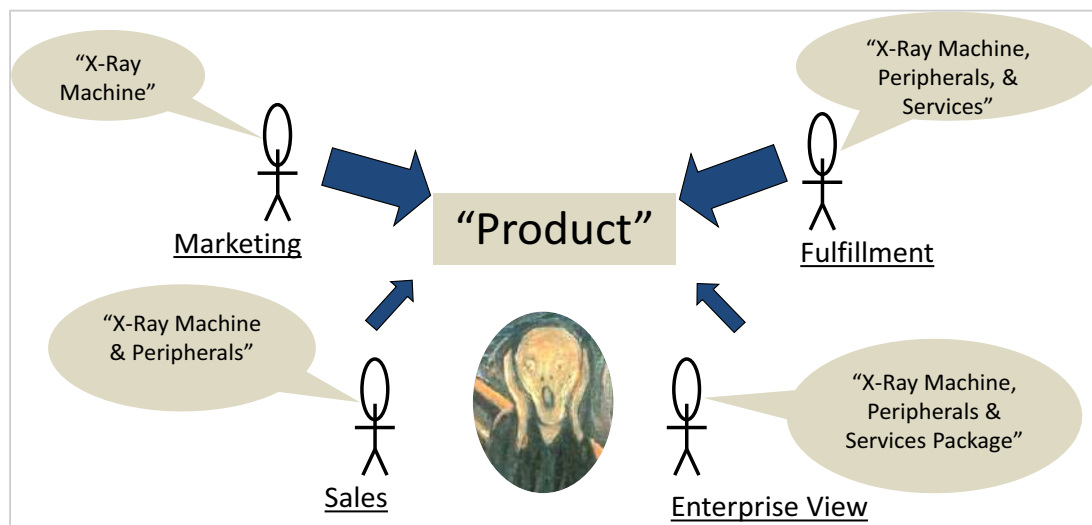 “X-Ray
Machine”
“X-Ray Machine,
Peripherals, &
Services”
“Product”
Marketing
Fulfillment
“X-Ray Machine
& Peripherals”
“X-Ray Machine,
Peripherals &
Services Package”
Sales
Enterprise View